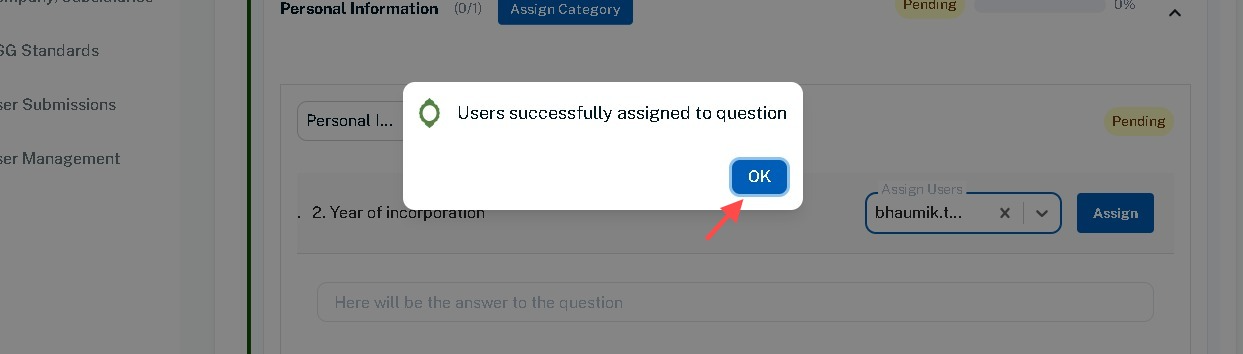 Personal Information (0/1) Assign Category Pending 0%
SG Standards
Users successfully assigned to question
ser Submissions
Personal I... Pending
ser Management
OK
Assign Users
. 2. Year of incorporation bhaumik.t... Assign
Here will be the answer to the question